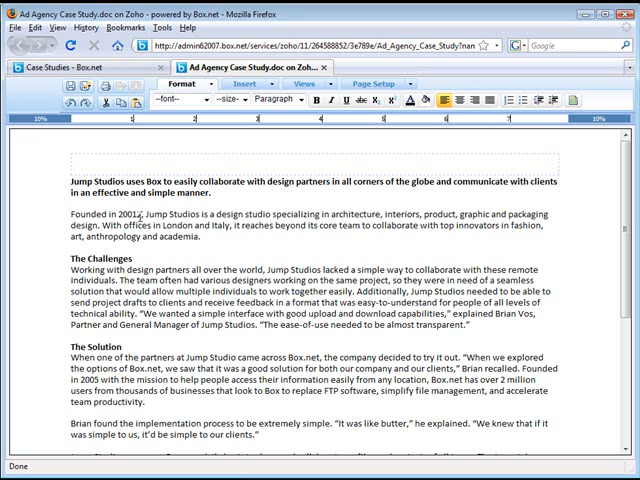 Ad Agency Case Study.doc on Zoho - powered by Box.net - Mozilla Firefox
File Edit View History Bookmarks Tools Help
http://admin62007.box.net/services/zoho/11/264588852/3e789e/Ad_Agency_Case_Study?nan
Google
Case Studies - Box.net
Ad Agency Case Study.doc on Zoh...
Format Insert Views Page Setup
--font-- --size-- Paragraph B I U abc X₂ X² A
10% 1 2 3 4 5 6 7 10%
Jump Studios uses Box to easily collaborate with design partners in all corners of the globe and communicate with clients
in an effective and simple manner.
Founded in 2001, Jump Studios is a design studio specializing in architecture, interiors, product, graphic and packaging
design. With offices in London and Italy, it reaches beyond its core team to collaborate with top innovators in fashion,
art, anthropology and academia.
The Challenges
Working with design partners all over the world, Jump Studios lacked a simple way to collaborate with these remote
individuals. The team often had various designers working on the same project, so they were in need of a seamless
solution that would allow multiple individuals to work together easily. Additionally, Jump Studios needed to be able to
send project drafts to clients and receive feedback in a format that was easy-to-understand for people of all levels of
technical ability. “We wanted a simple interface with good upload and download capabilities,” explained Brian Vos,
Partner and General Manager of Jump Studios. “The ease-of-use needed to be almost transparent.”
The Solution
When one of the partners at Jump Studio came across Box.net, the company decided to try it out. “When we explored
the options of Box.net, we saw that it was a good solution for both our company and our clients,” Brian recalled. Founded
in 2005 with the mission to help people access their information easily from any location, Box.net has over 2 million
users from thousands of businesses that look to Box to replace FTP software, simplify file management, and accelerate
team productivity.
Brian found the implementation process to be extremely simple. “It was like butter,” he explained. “We knew that if it
was simple to us, it’d be simple to our clients.”
Done